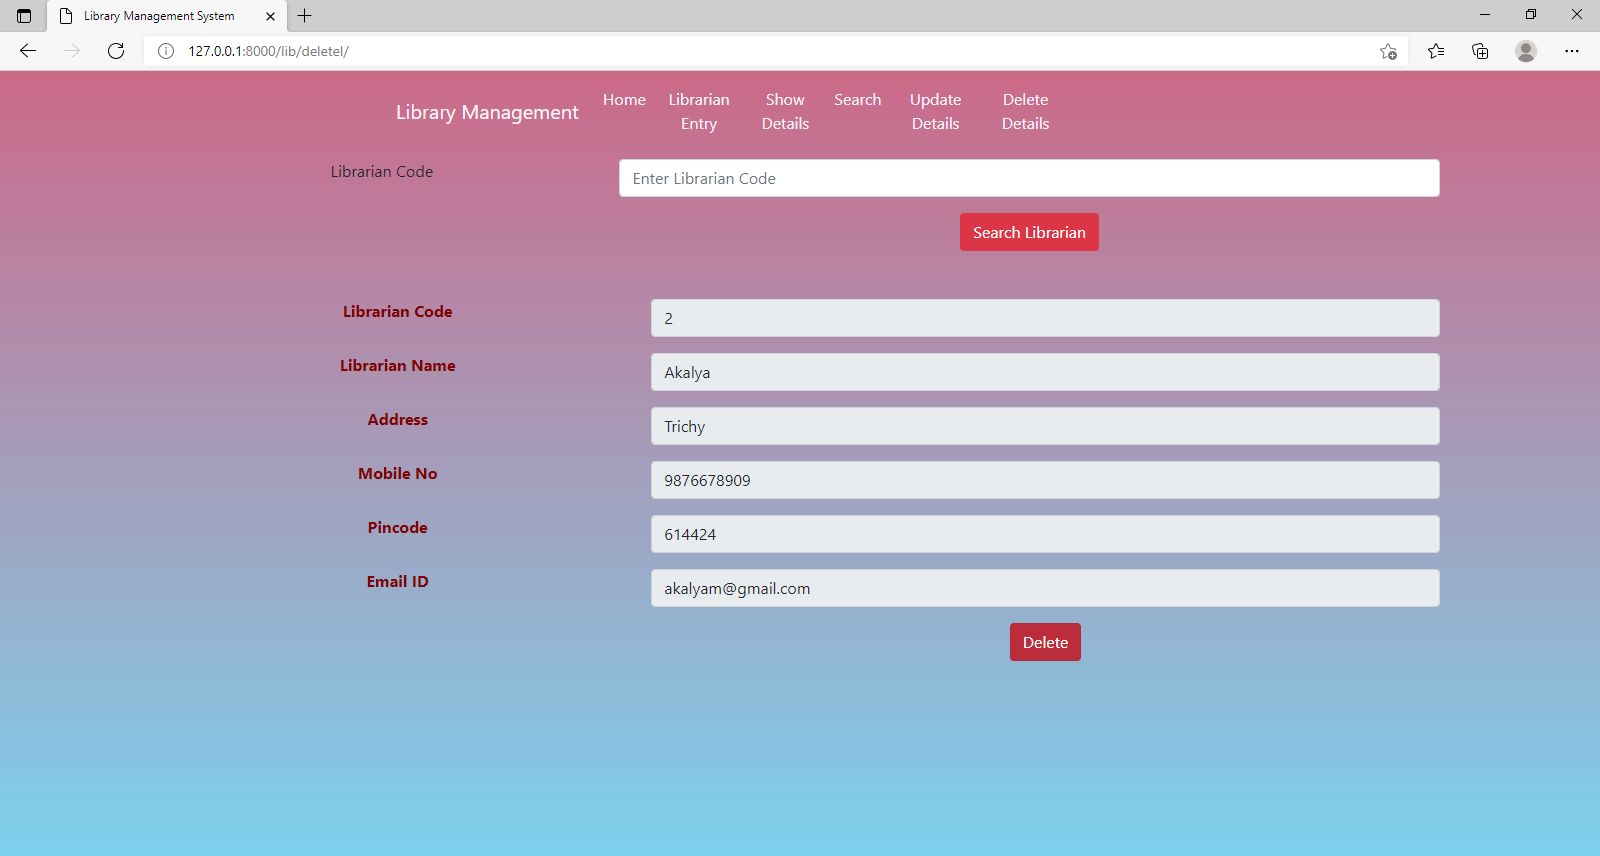 Library Management System
127.0.0.1:8000/lib/deletel/
Library Management Home Librarian Entry Show Details Search Update Details Delete Details
Librarian Code Enter Librarian Code
Search Librarian
Librarian Code 2
Librarian Name Akalya
Address Trichy
Mobile No 9876678909
Pincode 614424
Email ID akalyam@gmail.com
Delete